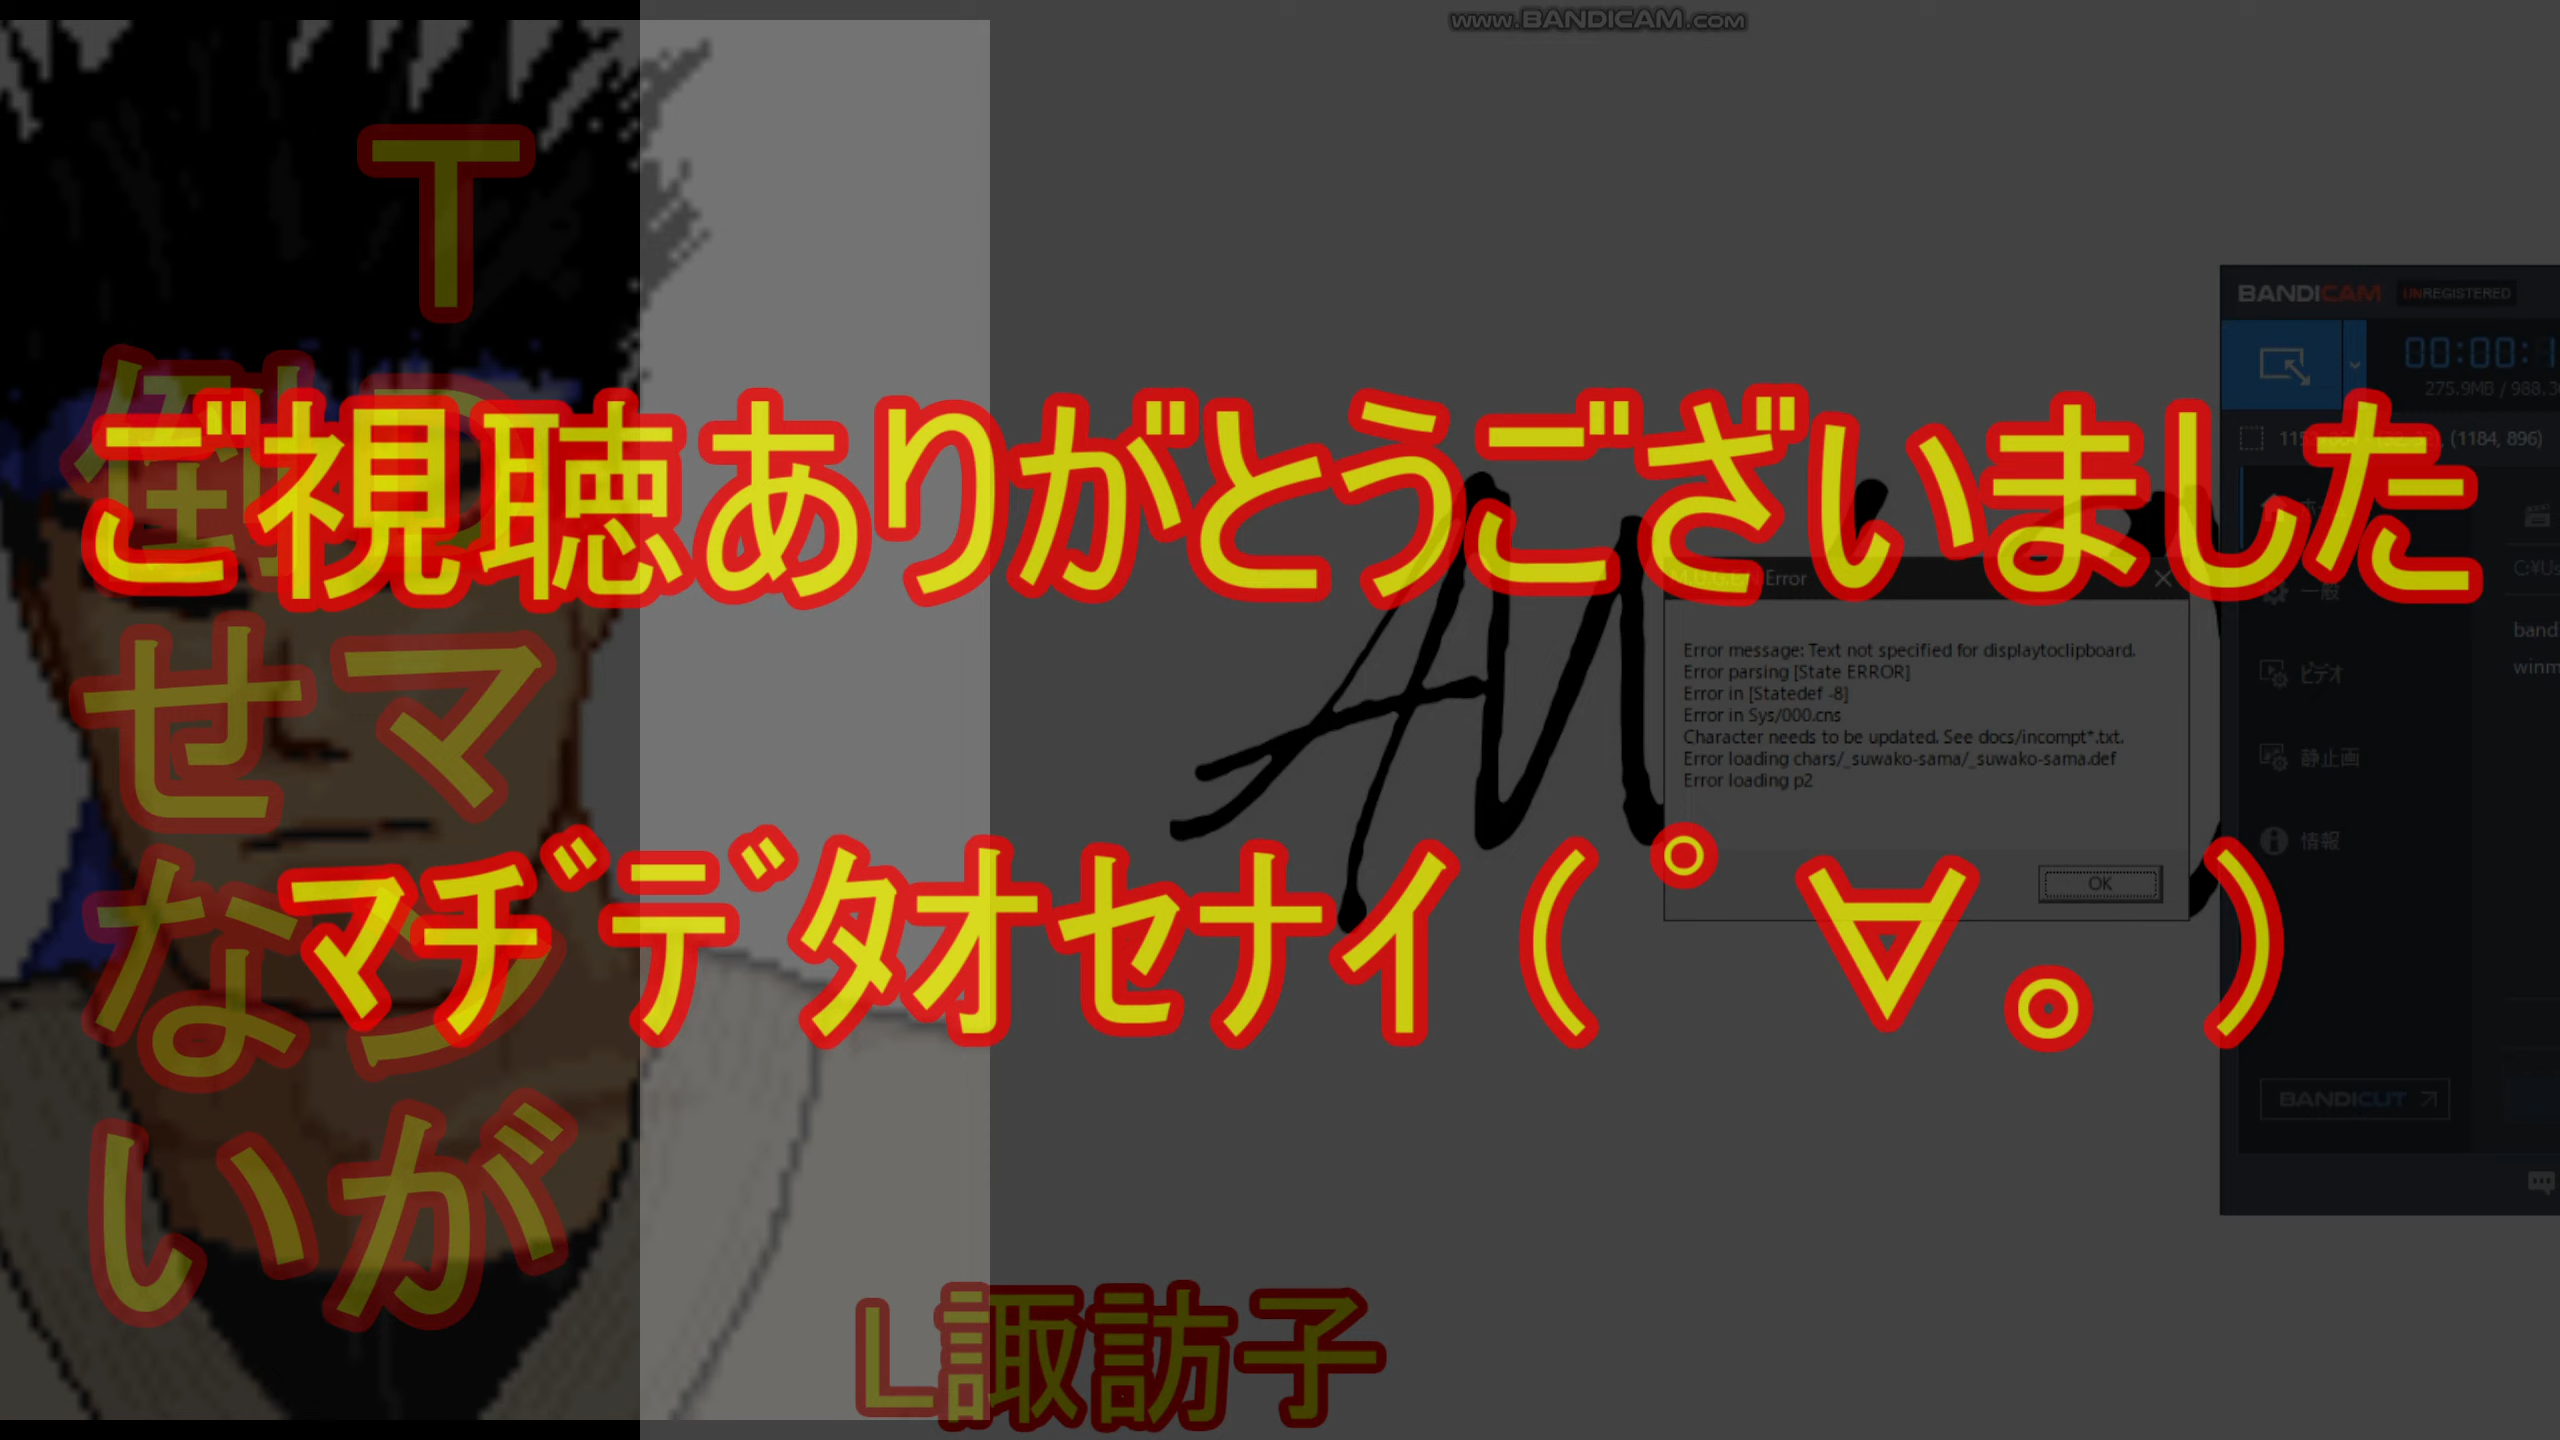 www.BANDICAM.com
BANDICAM UNREGISTERED
00:00:1
275.9MB / 988.3
(1184, 896)
ご視聴ありがとうございました
Error
一般
Error message: Text not specified for displaytoclipboard.
Error parsing [State ERROR]
Error in [Statedef -8]
Error in Sys/000.cns
Character needs to be updated. See docs/incompt*.txt.
Error loading chars/_suwako-sama/_suwako-sama.def
Error loading p2
OK
C:¥Us
band
winm
ビデオ
静止画
情報
ﾏﾁﾞﾃﾞﾀｵｾﾅｲ(ﾟ∀。)
BANDICUT
T
マ
が
倒
せ
な
い
L諏訪子